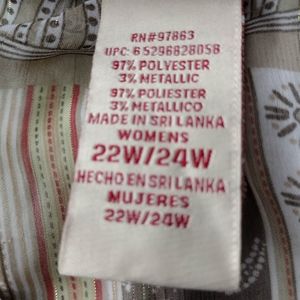 RN#97863
UPC: 65296828058
97% POLYESTER
3% METALLIC
97% POLIESTER
3% METALLICO
MADE IN SRI LANKA
WOMENS
22W/24W
HECHO EN SRI LANKA
MUJERES
22W/24W